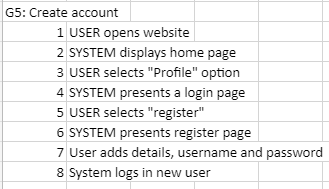 G5: Create account
1 USER opens website
2 SYSTEM displays home page
3 USER selects "Profile" option
4 SYSTEM presents a login page
5 USER selects "register"
6 SYSTEM presents register page
7 User adds details, username and password
8 System logs in new user